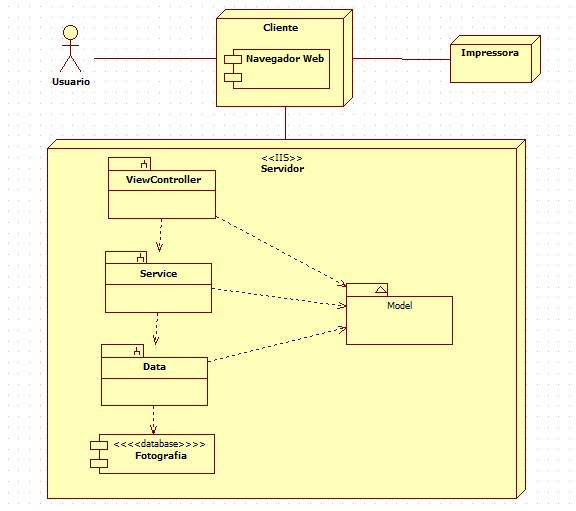 Cliente
Navegador Web
Impressora
Usuario
<<IIS>>
Servidor
ViewController
Service
Model
Data
<<<<database>>>>
Fotografia